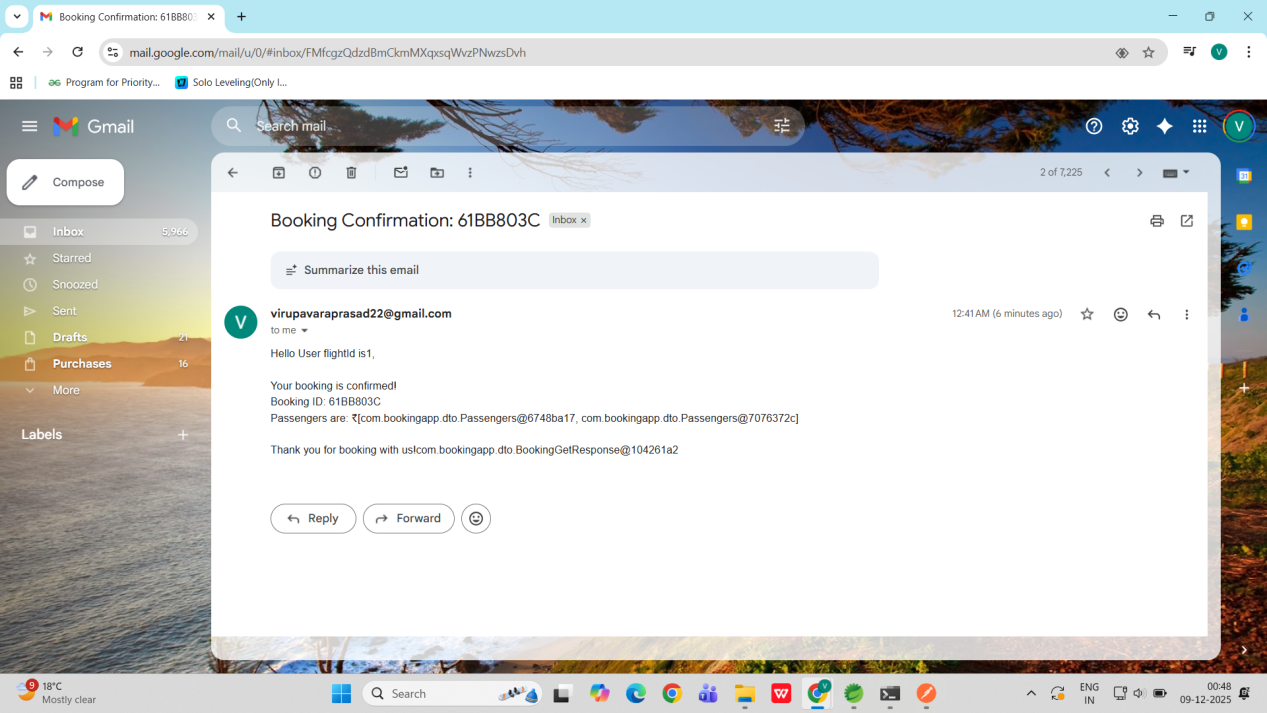 Booking Confirmation: 61BB803
mail.google.com/mail/u/0/#inbox/FMfcgzQdzdBmCkmMXqxsqWvzPNwzsDvh
V
Program for Priority...
Solo Leveling(Only I...
Gmail
Search mail
V
Compose
2 of 7,225
Inbox 5,966
Starred
Snoozed
Sent
Drafts 21
Purchases 16
More
Labels
31
Booking Confirmation: 61BB803C
Inbox ×
Summarize this email
V
virupavaraprasad22@gmail.com
12:41 AM (6 minutes ago)
to me
Hello User flightId is1,
Your booking is confirmed!
Booking ID: 61BB803C
Passengers are: ₹[com.bookingapp.dto.Passengers@6748ba17, com.bookingapp.dto.Passengers@7076372c]
Thank you for booking with us!com.bookingapp.dto.BookingGetResponse@104261a2
Reply
Forward
9
18°C
Mostly clear
Search
W
V
ENG
IN
00:48
09-12-2025